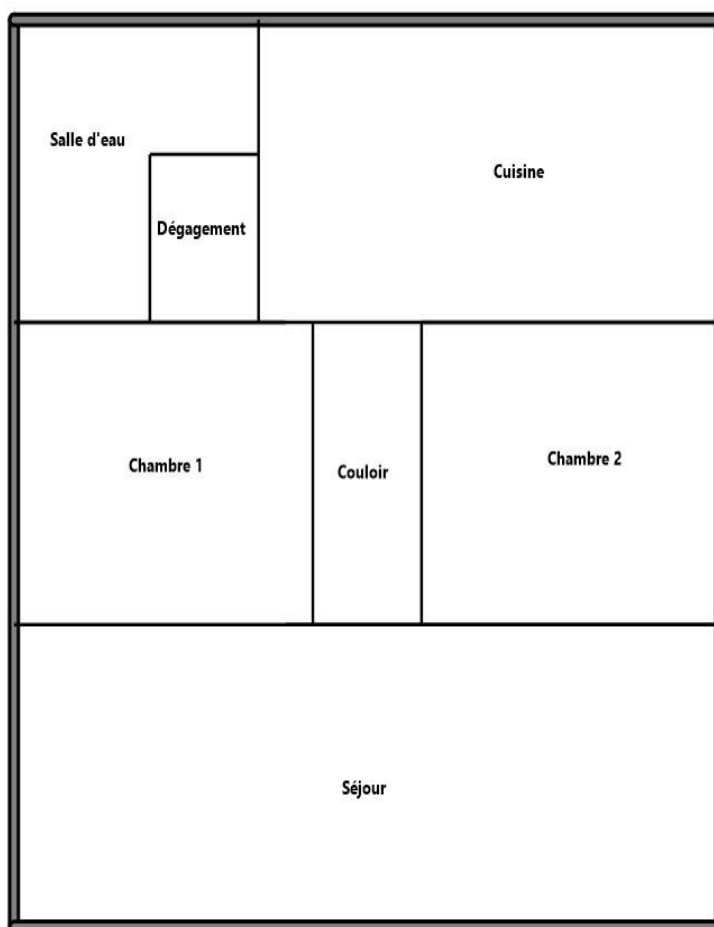 Salle d'eau
Cuisine
Dégagement
Chambre 1
Couloir
Chambre 2
Séjour